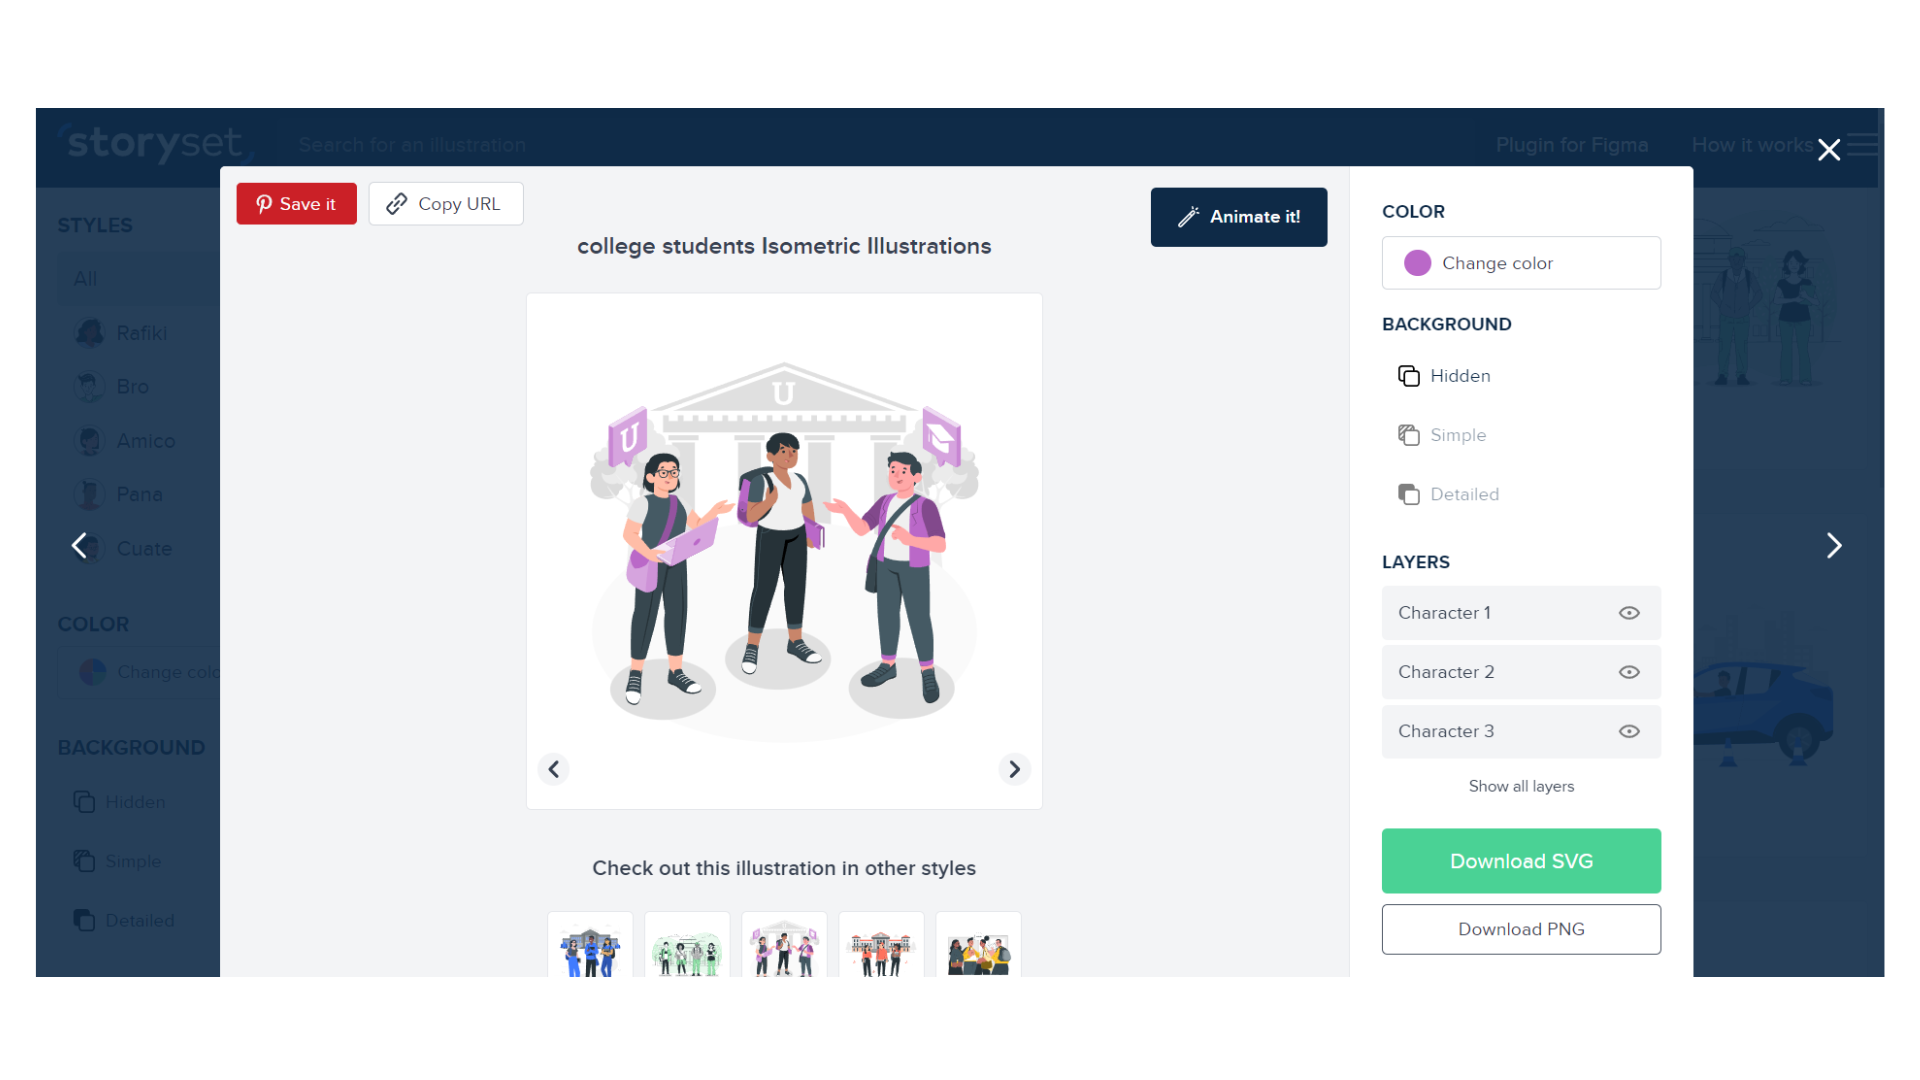 storyset
Search for an illustration
Plugin for Figma
How it works
STYLES
All
Rafiki
Bro
Amico
Pana
Cuate
COLOR
Change colo
BACKGROUND
Hidden
Simple
Detailed
Save it
Copy URL
Animate it!
college students Isometric Illustrations
U
U
Check out this illustration in other styles
COLOR
Change color
BACKGROUND
Hidden
Simple
Detailed
LAYERS
Character 1
Character 2
Character 3
Show all layers
Download SVG
Download PNG